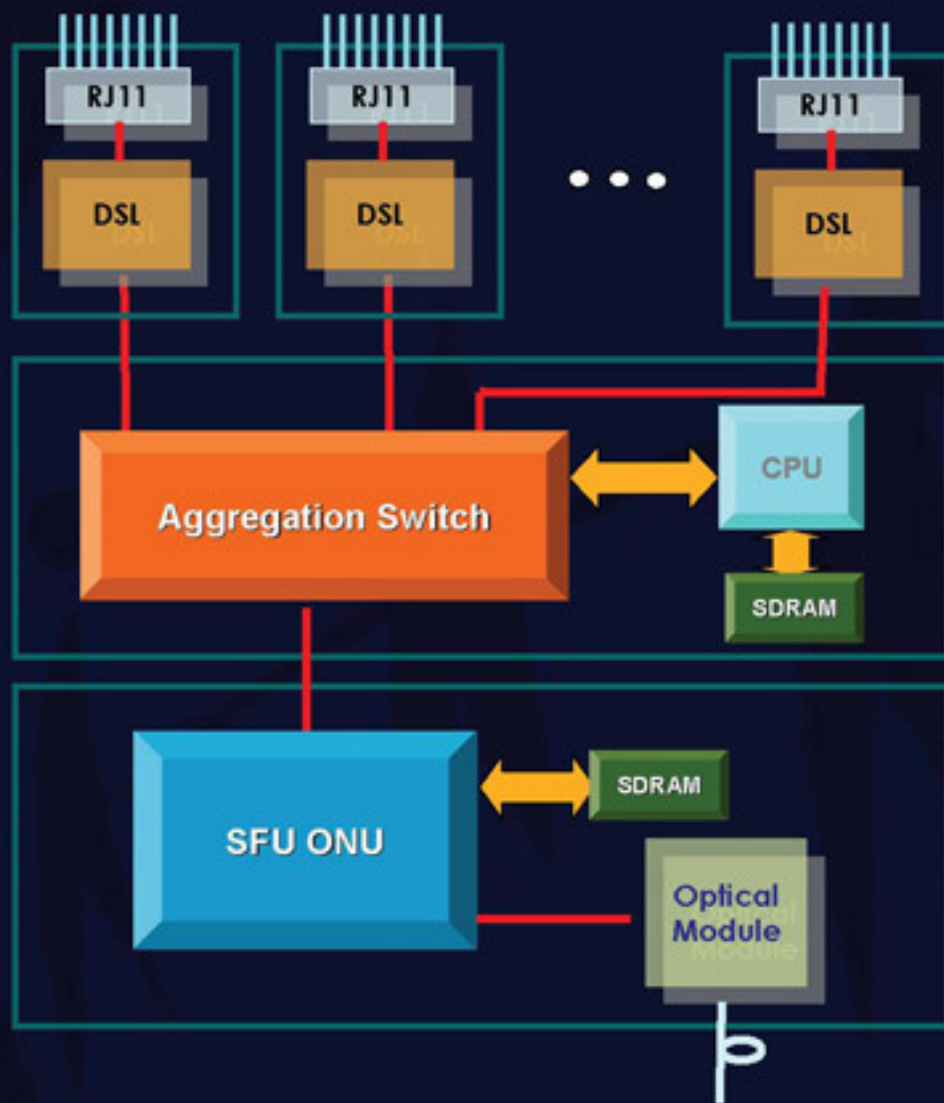 RJ11
RJ11
RJ11
DSL
DSL
DSL
Aggregation Switch
CPU
SDRAM
SFU ONU
SDRAM
Optical
Module